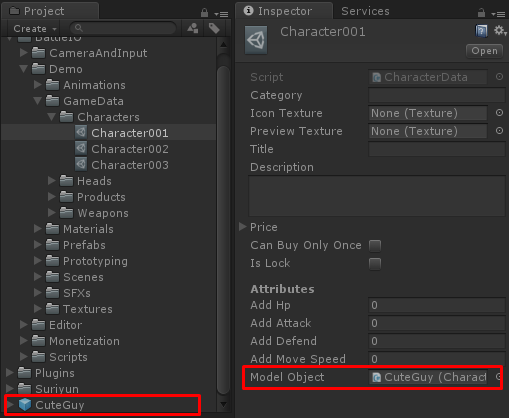 Project
Create
BattleIO
CameraAndInput
Demo
Animations
GameData
Characters
Character001
Character002
Character003
Heads
Products
Weapons
Materials
Prefabs
Prototyping
Scenes
SFXs
Textures
Editor
Monetization
Scripts
Plugins
Suriyun
CuteGuy
Inspector Services
Character001
Open
Script CharacterData
Category
Icon Texture None (Texture)
Preview Texture None (Texture)
Title
Description
Price
Can Buy Only Once
Is Lock
Attributes
Add Hp 0
Add Attack 0
Add Defend 0
Add Move Speed 0
Model Object CuteGuy (Charact